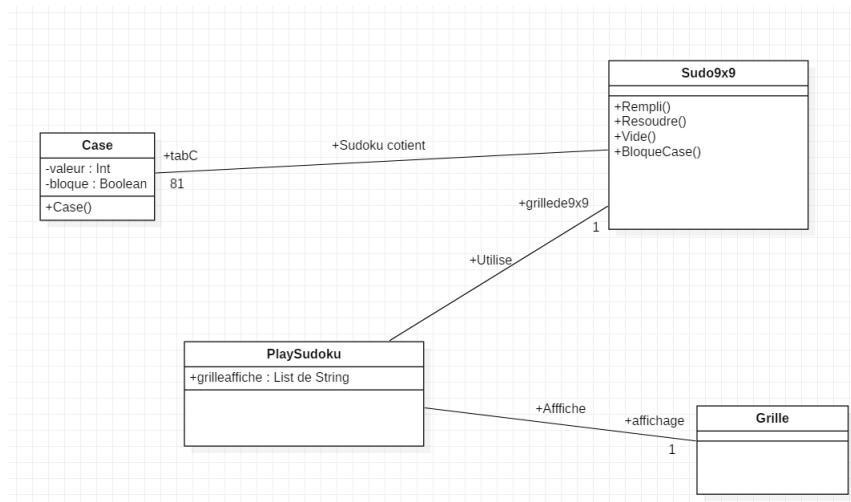 Sudo9x9
+Rempli()
+Resoudre()
+Vide()
+BloqueCase()
Case
-valeur : Int
-bloque : Boolean
+Case()
+tabC
81
+Sudoku cotient
+grillede9x9
1
+Utilise
PlaySudoku
+grilleaffiche : List de String
+Afffiche
+affichage
1
Grille